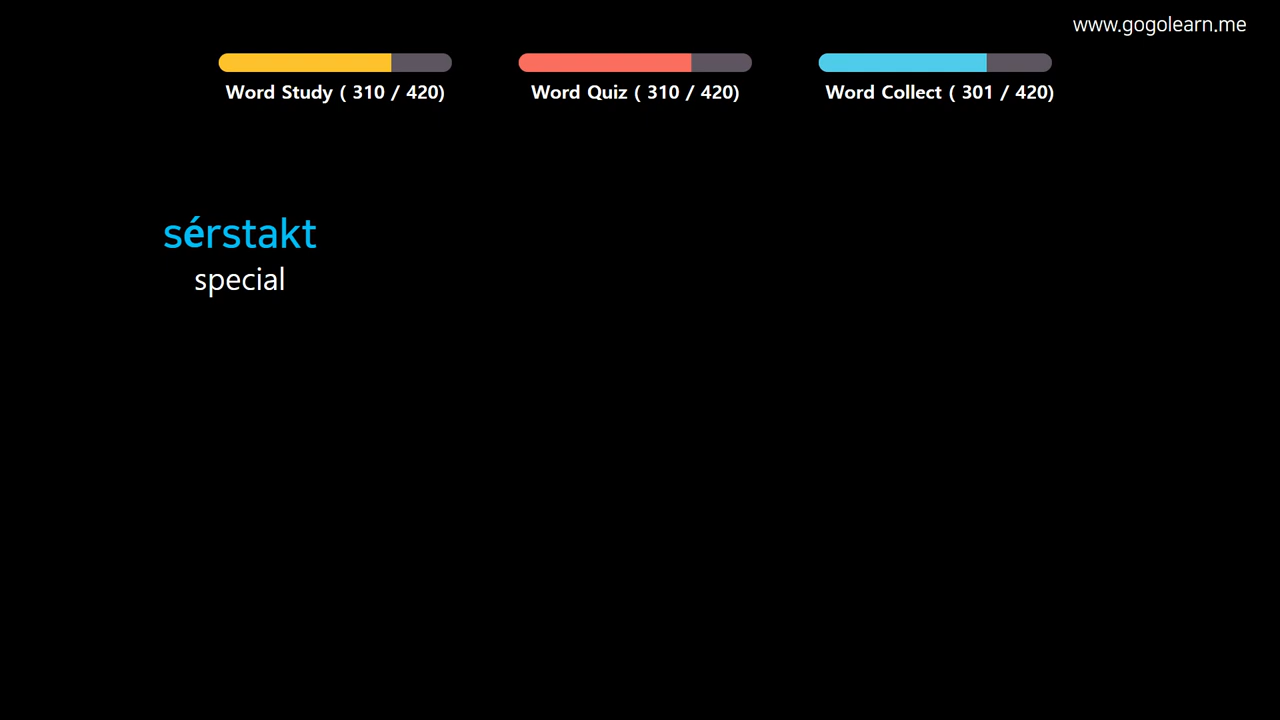 www.gogolearn.me
Word Study ( 310 / 420)
Word Quiz ( 310 / 420)
Word Collect ( 301 / 420)
sérstakt
special